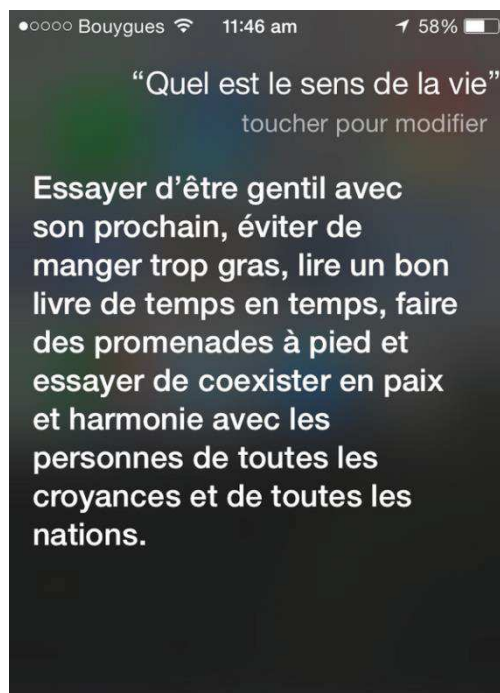 Bouygues 11:46 am 58%
“Quel est le sens de la vie”
toucher pour modifier
Essayer d’être gentil avec
son prochain, éviter de
manger trop gras, lire un bon
livre de temps en temps, faire
des promenades à pied et
essayer de coexister en paix
et harmonie avec les
personnes de toutes les
croyances et de toutes les
nations.